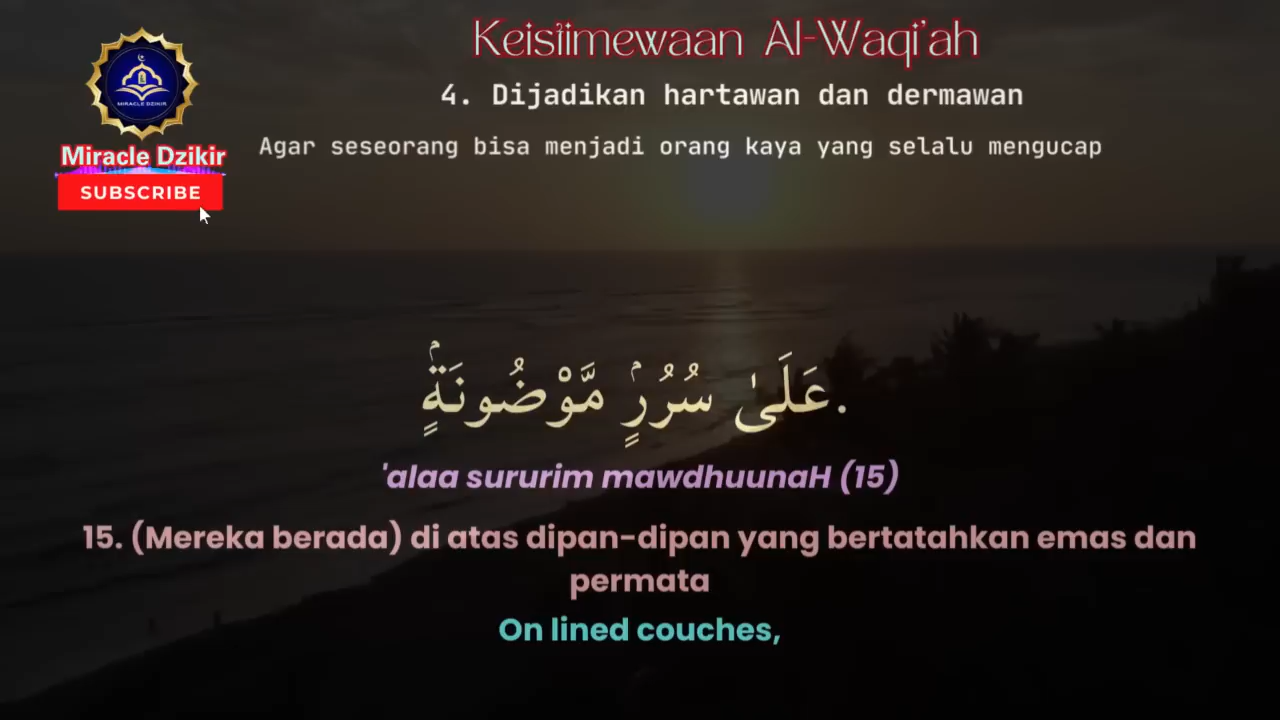 Keistimewaan Al-Waqi'ah
4. Dijadikan hartawan dan dermawan
Agar seseorang bisa menjadi orang kaya yang selalu mengucap
MIRACLE DZIKIR
Miracle Dzikir
SUBSCRIBE
عَلَىٰ سُرُرٍۢ مَّوْضُونَةٍۢ.
'alaa sururim mawdhuunaH (15)
15. (Mereka berada) di atas dipan-dipan yang bertatahkan emas dan
permata
On lined couches,